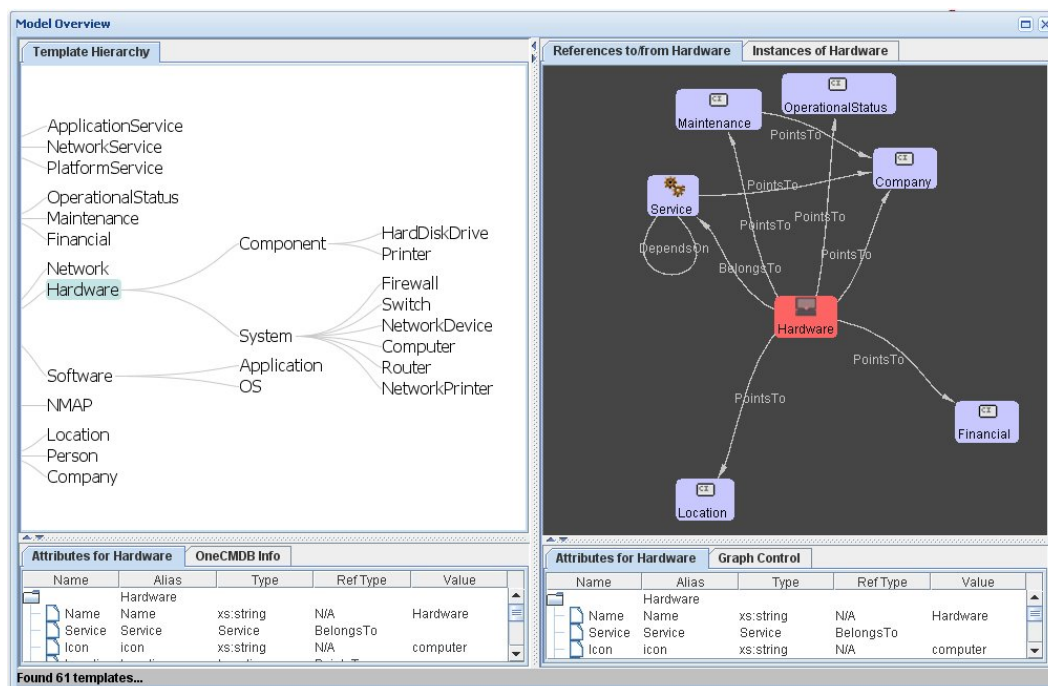 Model Overview
Template Hierarchy
ApplicationService
NetworkService
PlatformService
OperationalStatus
Maintenance
Financial
Network
Hardware
Component
HardDiskDrive
Printer
System
Firewall
Switch
NetworkDevice
Computer
Router
NetworkPrinter
Software
Application
OS
NMAP
Location
Person
Company
References to/from Hardware Instances of Hardware
CI
OperationalStatus
CI
Maintenance
PointsTo
CI
Company
PointsTo
Service
PointsTo
PointsTo
DependsOn
PointsTo
BelongsTo
Hardware
PointsTo
PointsTo
CI
Financial
CI
Location
Attributes for Hardware OneCMDB Info
Name Alias Type Ref Type Value
Hardware
Name Name xs:string N/A Hardware
Service Service Service BelongsTo
Icon icon xs:string N/A computer
Attributes for Hardware Graph Control
Name Alias Type Ref Type Value
Hardware
Name Name xs:string N/A Hardware
Service Service Service BelongsTo
Icon icon xs:string N/A computer
Found 61 templates...